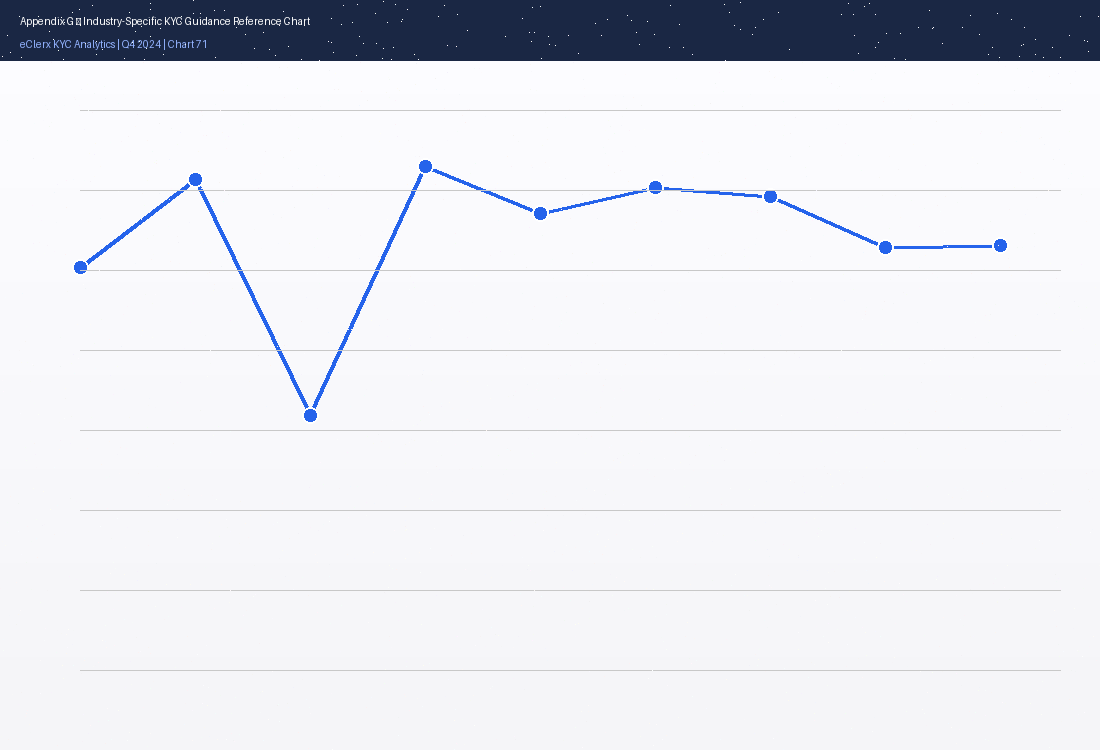 Appendix G▯ Industry-Specific KYC Guidance Reference Chart
eClerx KYC Analytics | Q4 2024 | Chart 71